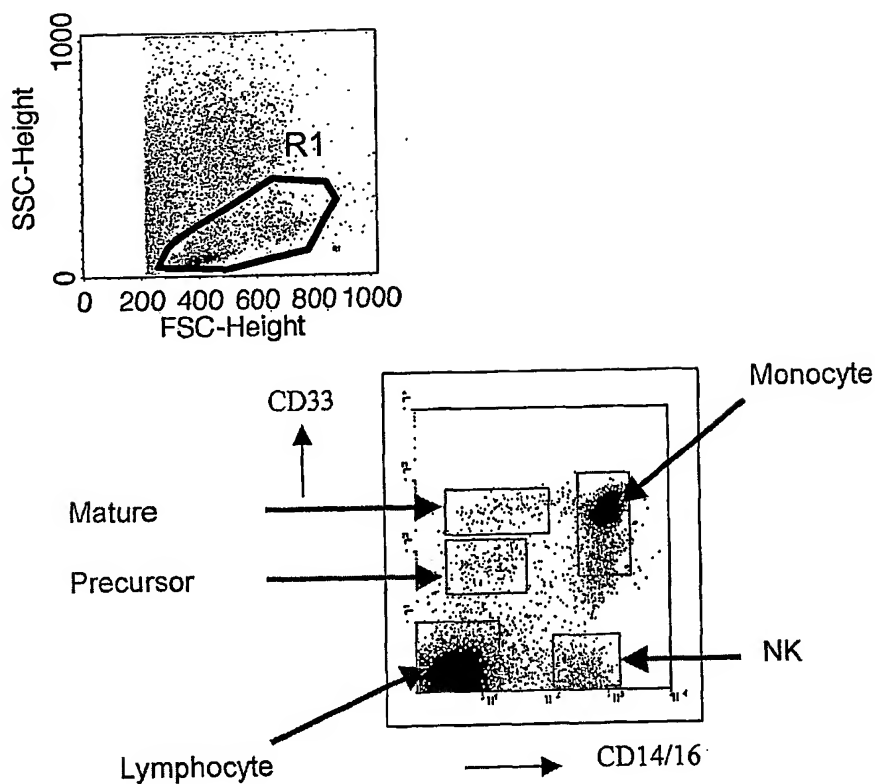 1000
SSC-Height
R1
0
0 200 400 600 800 1000
FSC-Height
Monocyte
CD33
Mature
Precursor
NK
Lymphocyte
CD14/16